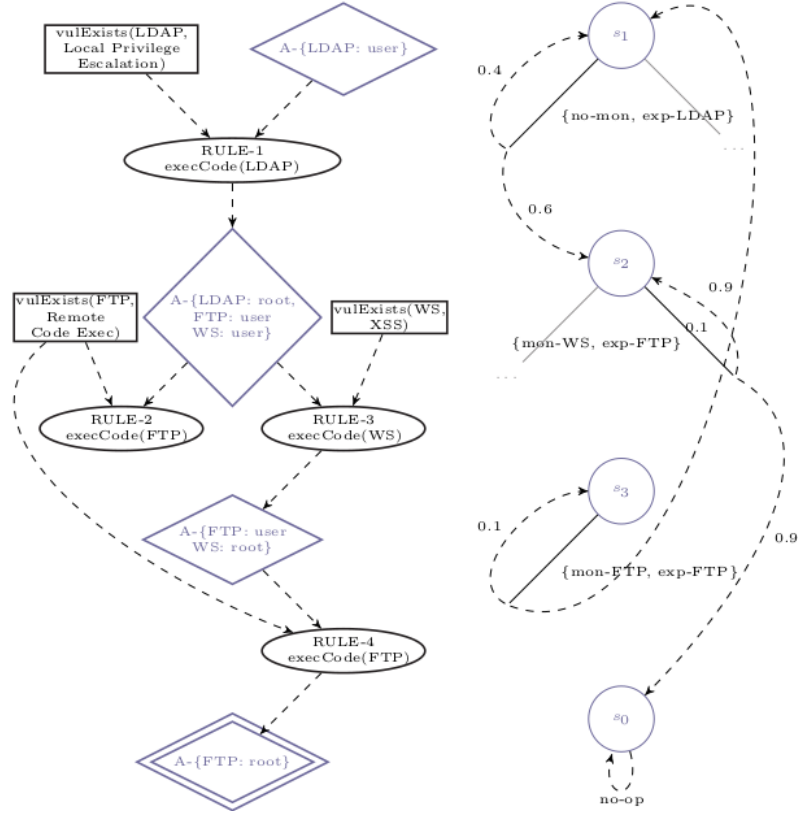 vulExists(LDAP,
Local Privilege
Escalation)
A-{LDAP: user}
RULE-1
execCode(LDAP)
A-{LDAP: root,
FTP: user
WS: user}
vulExists(FTP,
Remote
Code Exec)
vulExists(WS,
XSS)
RULE-2
execCode(FTP)
RULE-3
execCode(WS)
A-{FTP: user
WS: root}
RULE-4
execCode(FTP)
A-{FTP: root}
s1
0.4
{no-mon, exp-LDAP}
...
0.6
s2
0.9
0.1
{mon-WS, exp-FTP}
...
s3
0.1
{mon-FTP, exp-FTP}
0.9
s0
no-op